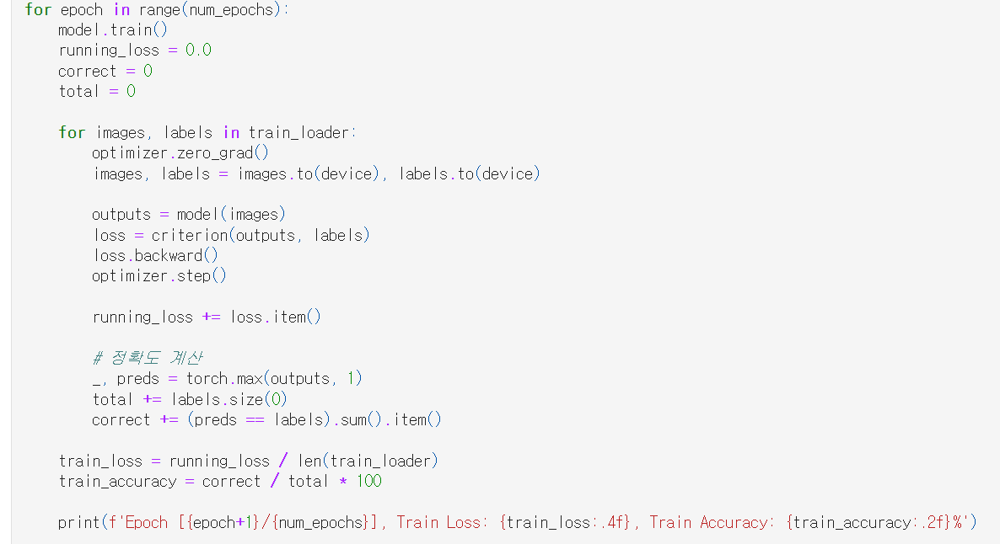 for epoch in range(num_epochs):
    model.train()
    running_loss = 0.0
    correct = 0
    total = 0

    for images, labels in train_loader:
        optimizer.zero_grad()
        images, labels = images.to(device), labels.to(device)

        outputs = model(images)
        loss = criterion(outputs, labels)
        loss.backward()
        optimizer.step()

        running_loss += loss.item()

        # 정확도 계산
        _, preds = torch.max(outputs, 1)
        total += labels.size(0)
        correct += (preds == labels).sum().item()

    train_loss = running_loss / len(train_loader)
    train_accuracy = correct / total * 100

    print(f'Epoch [{epoch+1}/{num_epochs}], Train Loss: {train_loss:.4f}, Train Accuracy: {train_accuracy:.2f}%')